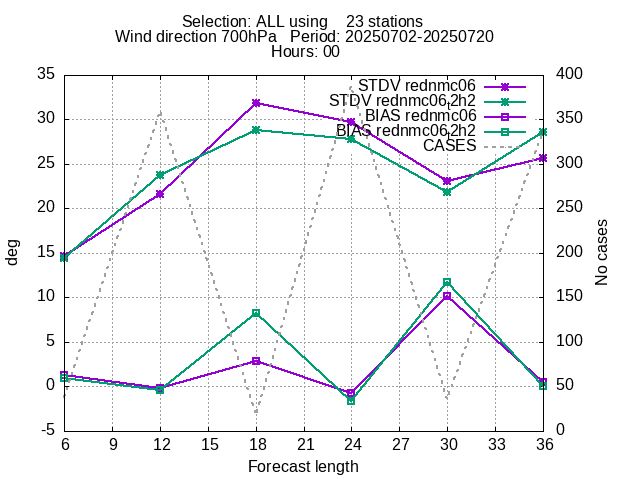 Selection: ALL using 23 stations
Wind direction 700hPa Period: 20250702-20250720
Hours: 00
STDV rednmc06
STDV rednmc06t2h2
BIAS rednmc06
BIAS rednmc06t2h2
CASES
35
30
25
20
15
10
5
0
-5
deg
400
350
300
250
200
150
100
50
0
No cases
6 9 12 15 18 21 24 27 30 33 36
Forecast length